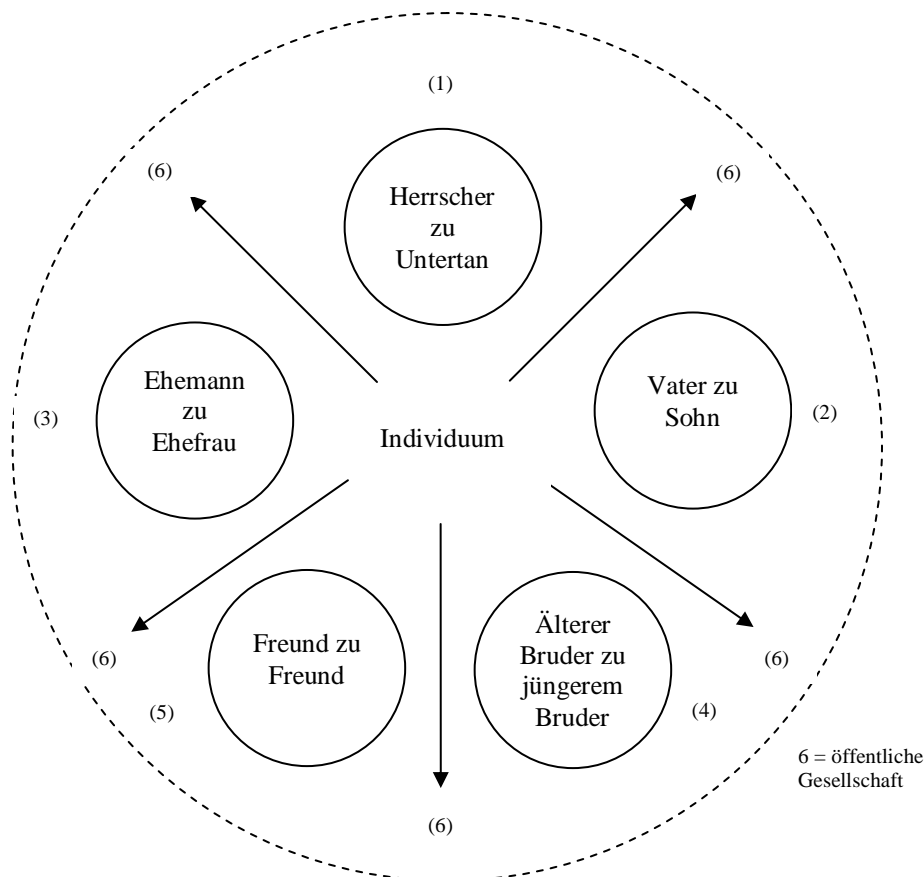 (1)
(6)
(6)
Herrscher
zu
Untertan
Ehemann
zu
Ehefrau
(3)
Vater zu
Sohn
(2)
Individuum
Freund zu
Freund
(6)
(5)
Älterer
Bruder zu
jüngerem
Bruder
(6)
(4)
6 = öffentliche
Gesellschaft
(6)